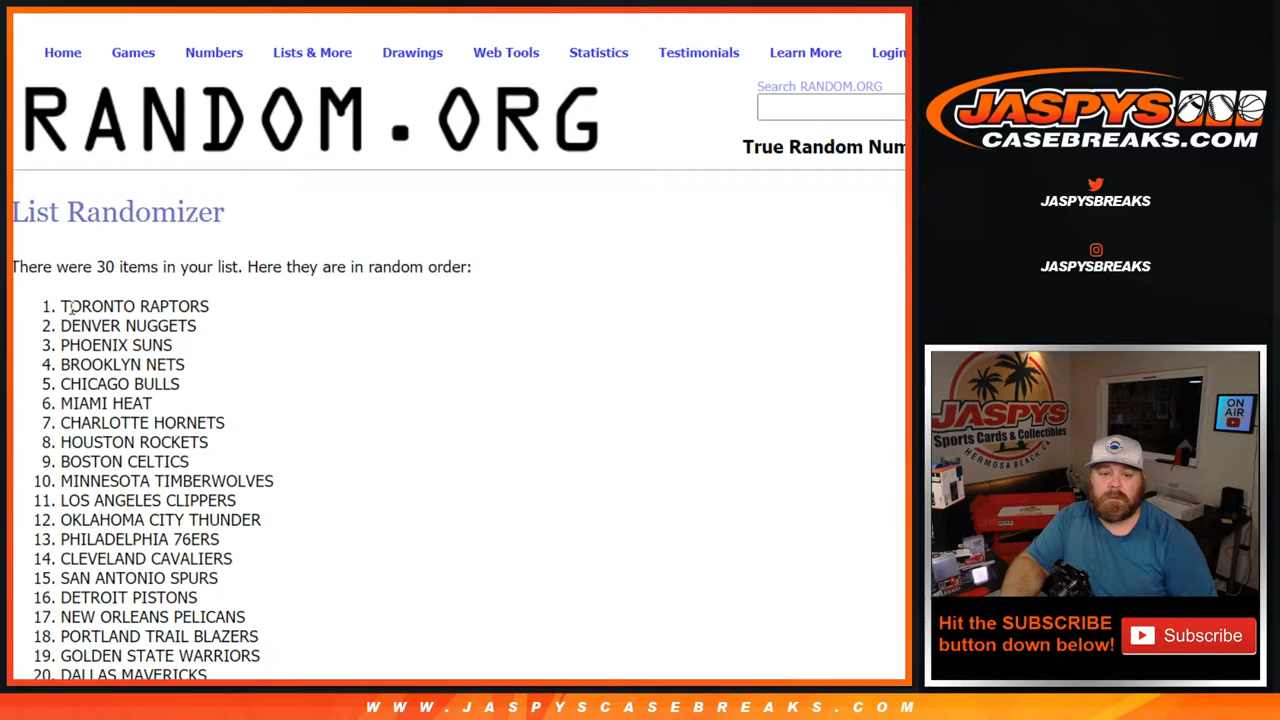 Home Games Numbers Lists & More Drawings Web Tools Statistics Testimonials Learn More Login
RANDOM.ORG
Search RANDOM.ORG
True Random Num
List Randomizer
There were 30 items in your list. Here they are in random order:
1. TORONTO RAPTORS
2. DENVER NUGGETS
3. PHOENIX SUNS
4. BROOKLYN NETS
5. CHICAGO BULLS
6. MIAMI HEAT
7. CHARLOTTE HORNETS
8. HOUSTON ROCKETS
9. BOSTON CELTICS
10. MINNESOTA TIMBERWOLVES
11. LOS ANGELES CLIPPERS
12. OKLAHOMA CITY THUNDER
13. PHILADELPHIA 76ERS
14. CLEVELAND CAVALIERS
15. SAN ANTONIO SPURS
16. DETROIT PISTONS
17. NEW ORLEANS PELICANS
18. PORTLAND TRAIL BLAZERS
19. GOLDEN STATE WARRIORS
20. DALLAS MAVERICKS
JASPYS
CASEBREAKS.COM
JASPYSBREAKS
JASPYSBREAKS
JASPYS
Sports Cards & Collectibles
HERMOSA BEACH CA
ON
AIR
Hit the SUBSCRIBE
button down below!
Subscribe
WWW.JASPYSCASEBREAKS.COM